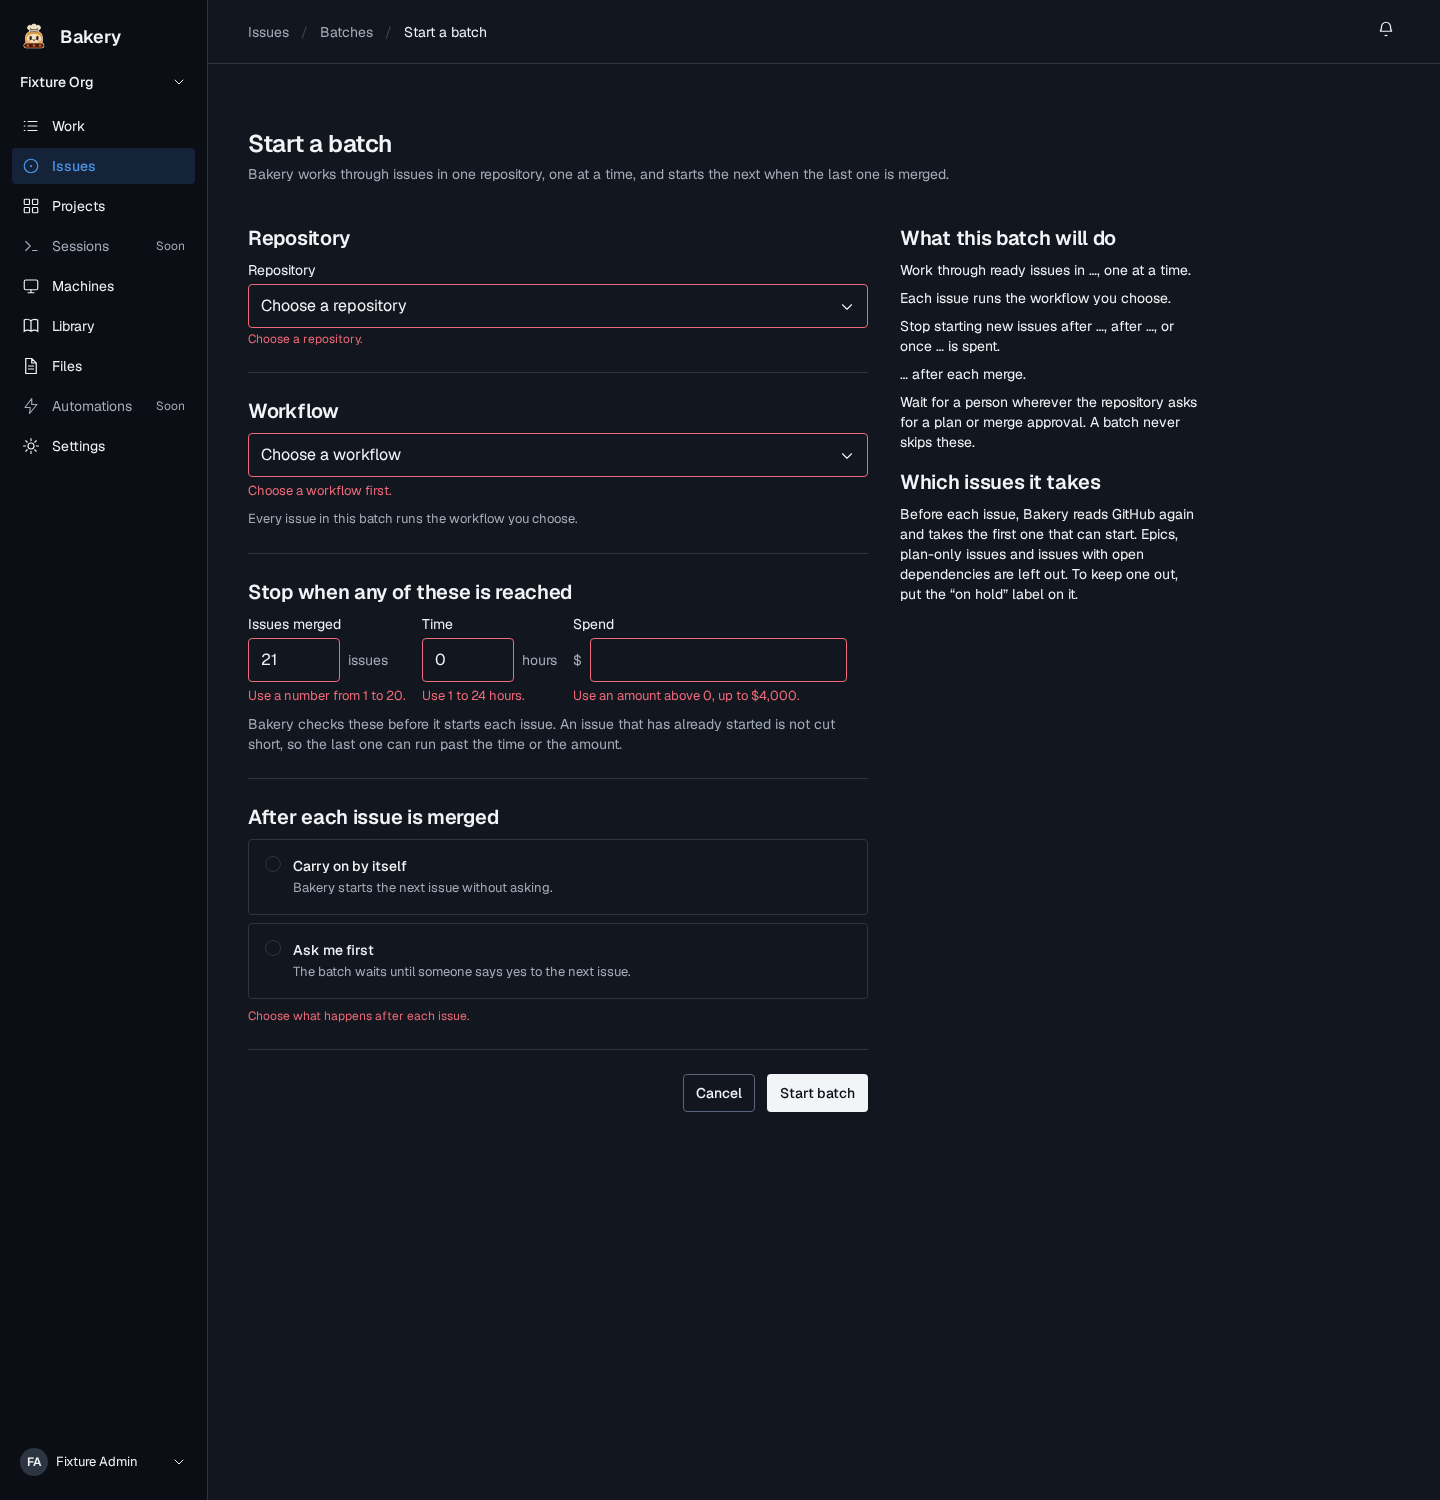 Bakery
Fixture Org
Work
Issues
Projects
Sessions Soon
Machines
Library
Files
Automations Soon
Settings
FA Fixture Admin
Issues / Batches / Start a batch
Start a batch
Bakery works through issues in one repository, one at a time, and starts the next when the last one is merged.
Repository
Repository
Choose a repository
Choose a repository.
Workflow
Choose a workflow
Choose a workflow first.
Every issue in this batch runs the workflow you choose.
Stop when any of these is reached
Issues merged Time Spend
21 issues 0 hours $
Use a number from 1 to 20. Use 1 to 24 hours. Use an amount above 0, up to $4,000.
Bakery checks these before it starts each issue. An issue that has already started is not cut
short, so the last one can run past the time or the amount.
After each issue is merged
Carry on by itself
Bakery starts the next issue without asking.
Ask me first
The batch waits until someone says yes to the next issue.
Choose what happens after each issue.
Cancel Start batch
What this batch will do
Work through ready issues in …, one at a time.
Each issue runs the workflow you choose.
Stop starting new issues after …, after …, or
once … is spent.
… after each merge.
Wait for a person wherever the repository asks
for a plan or merge approval. A batch never
skips these.
Which issues it takes
Before each issue, Bakery reads GitHub again
and takes the first one that can start. Epics,
plan-only issues and issues with open
dependencies are left out. To keep one out,
put the “on hold” label on it.